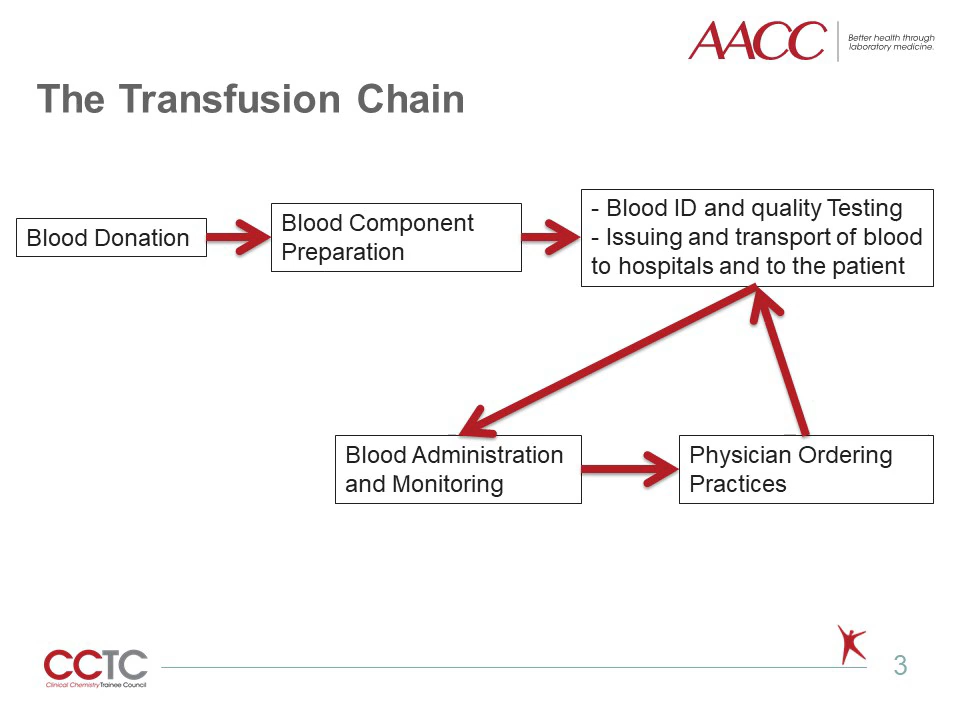 AACC
Better health through
laboratory medicine.
The Transfusion Chain
Blood Donation
Blood Component
Preparation
- Blood ID and quality Testing
- Issuing and transport of blood
to hospitals and to the patient
Blood Administration
and Monitoring
Physician Ordering
Practices
CCTC
Clinical Chemistry Trainee Council
3